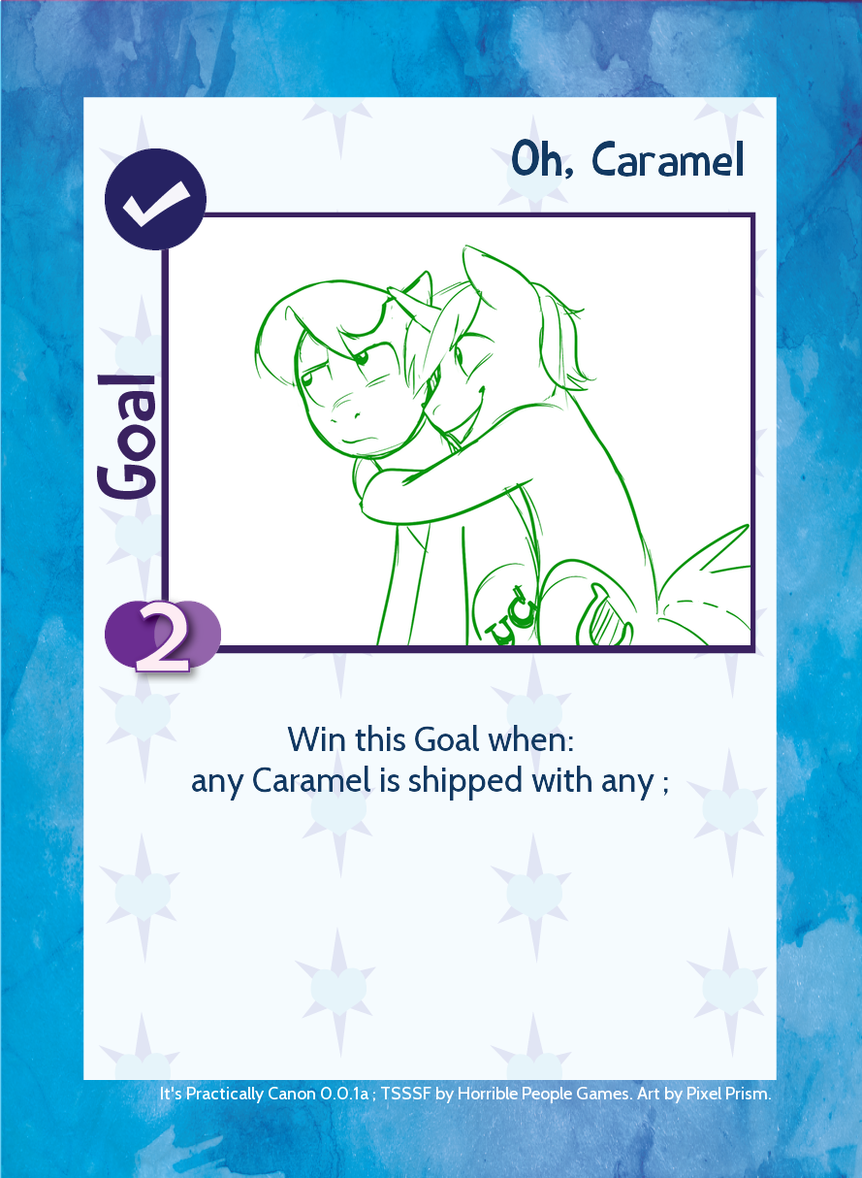 Oh, Caramel
Goal
2
Win this Goal when:
any Caramel is shipped with any ;
It's Practically Canon 0.0.1a ; TSSSF by Horrible People Games. Art by Pixel Prism.